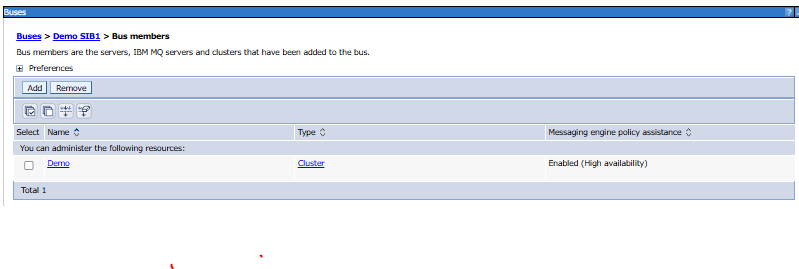 Buses ? -
Buses > Demo SIB1 > Bus members
Bus members are the servers, IBM MQ servers and clusters that have been added to the bus.
Preferences
Add Remove
Select Name Type Messaging engine policy assistance
You can administer the following resources:
Demo Cluster Enabled (High availability)
Total 1